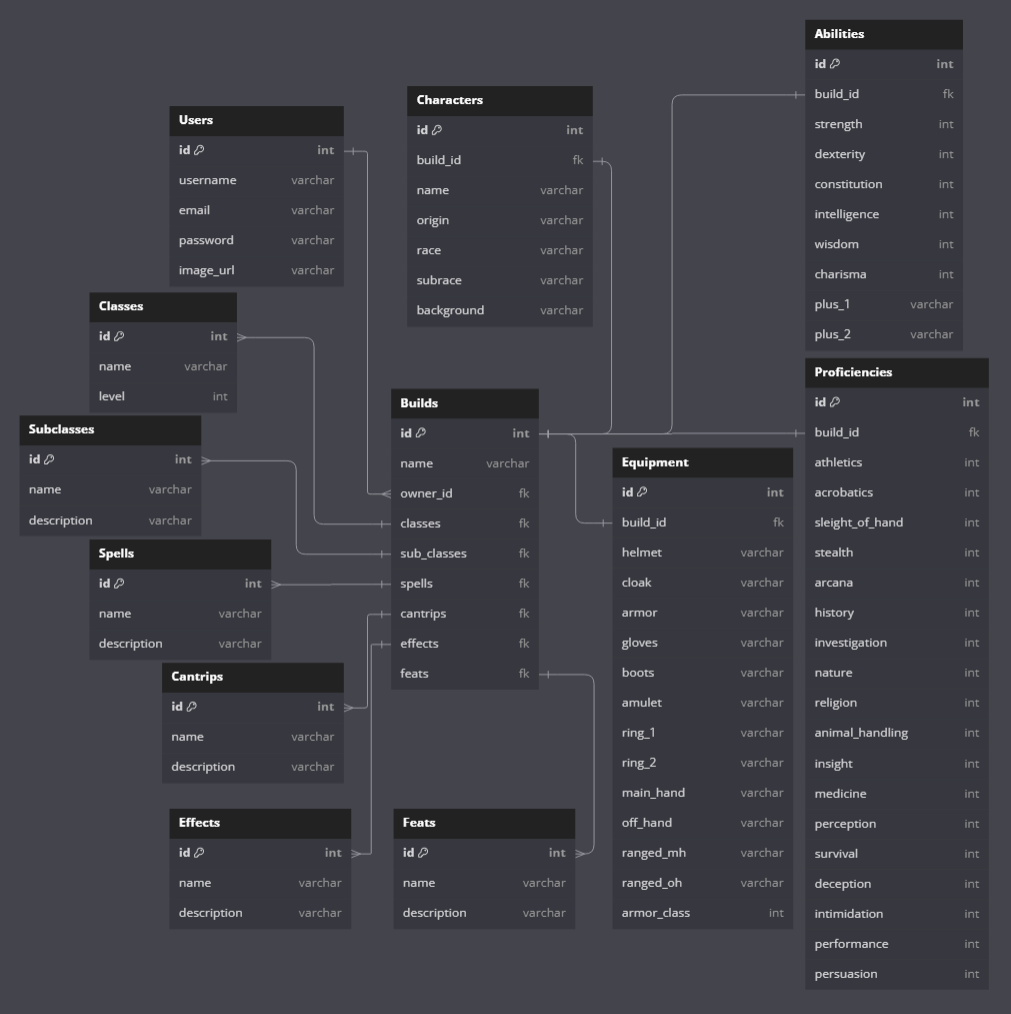 Abilities
id int
build_id fk
strength int
dexterity int
constitution int
intelligence int
wisdom int
charisma int
plus_1 varchar
plus_2 varchar
Characters
id int
build_id fk
name varchar
origin varchar
race varchar
subrace varchar
background varchar
Users
id int
username varchar
email varchar
password varchar
image_url varchar
Classes
id int
name varchar
level int
Subclasses
id int
name varchar
description varchar
Spells
id int
name varchar
description varchar
Cantrips
id int
name varchar
description varchar
Effects
id int
name varchar
description varchar
Feats
id int
name varchar
description varchar
Builds
id int
name varchar
owner_id fk
classes fk
sub_classes fk
spells fk
cantrips fk
effects fk
feats fk
Equipment
id int
build_id fk
helmet varchar
cloak varchar
armor varchar
gloves varchar
boots varchar
amulet varchar
ring_1 varchar
ring_2 varchar
main_hand varchar
off_hand varchar
ranged_mh varchar
ranged_oh varchar
armor_class int
Proficiencies
id int
build_id fk
athletics int
acrobatics int
sleight_of_hand int
stealth int
arcana int
history int
investigation int
nature int
religion int
animal_handling int
insight int
medicine int
perception int
survival int
deception int
intimidation int
performance int
persuasion int